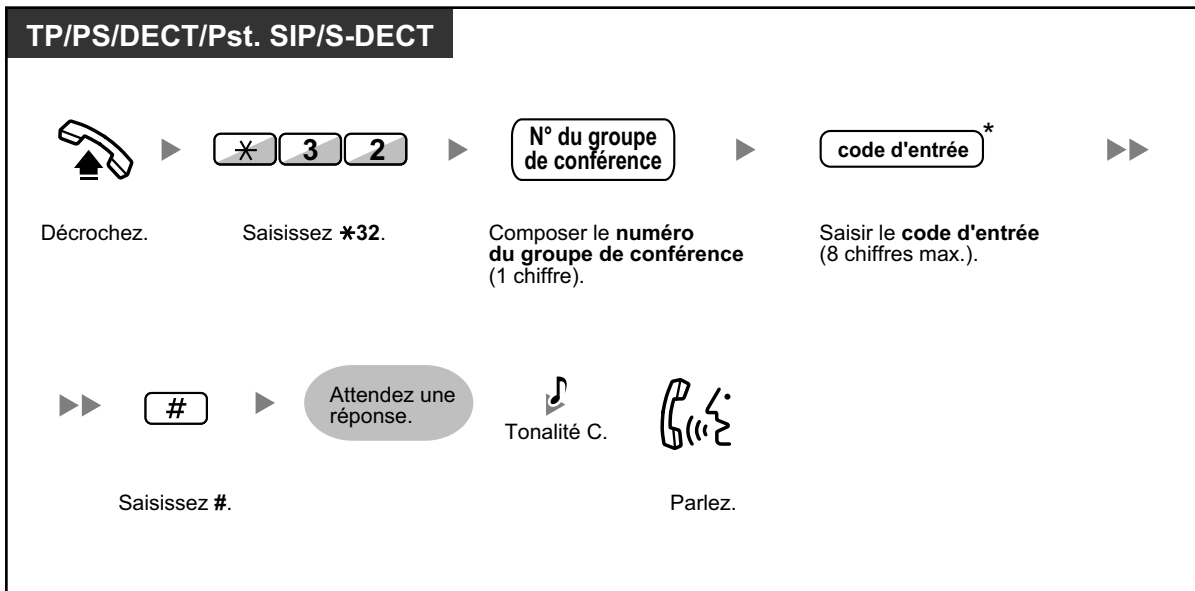 TP/PS/DECT/Pst. SIP/S-DECT
✳ 3 2
N° du groupe
de conférence
code d'entrée*
Décrochez.
Saisissez ✳32.
Composer le numéro
du groupe de conférence
(1 chiffre).
Saisir le code d'entrée
(8 chiffres max.).
#
Attendez une
réponse.
Tonalité C.
Saisissez #.
Parlez.